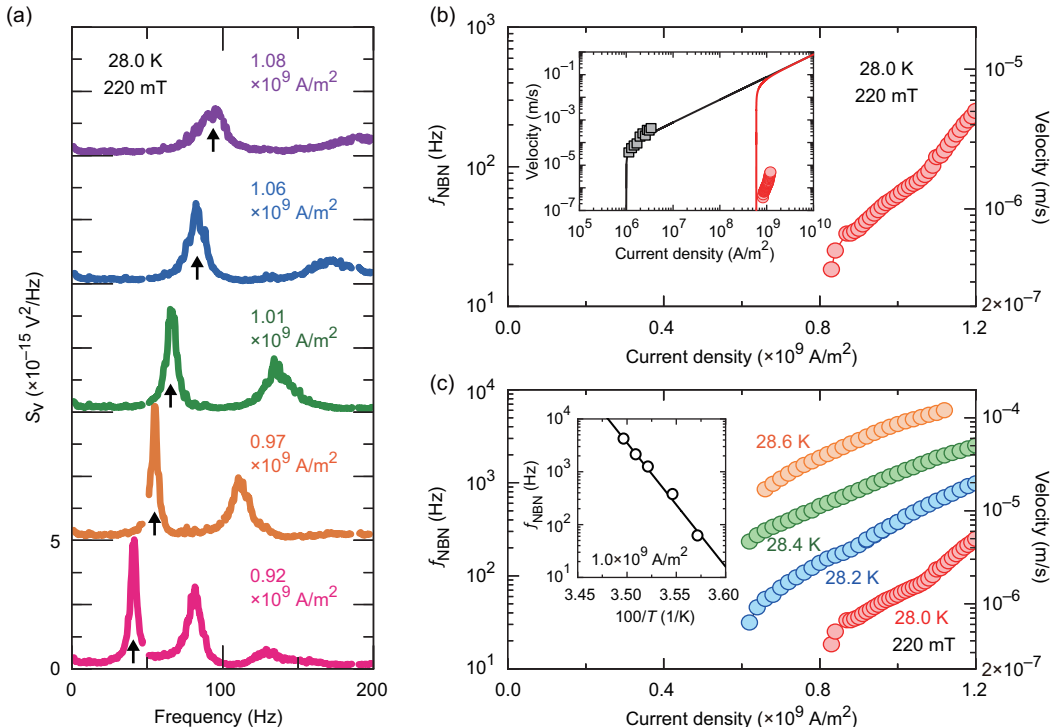 (a)
28.0 K
220 mT
1.08
×10⁹ A/m²
1.06
×10⁹ A/m²
1.01
×10⁹ A/m²
0.97
×10⁹ A/m²
0.92
×10⁹ A/m²
S_V (×10⁻¹⁵ V²/Hz)
5
0
0 100 200
Frequency (Hz)
(b)
10³
10²
10¹
f_NBN (Hz)
28.0 K
220 mT
10⁻⁵
10⁻⁶
2×10⁻⁷
Velocity (m/s)
0.0 0.4 0.8 1.2
Current density (×10⁹ A/m²)
10⁻¹
10⁻²
10⁻³
10⁻⁴
10⁻⁵
10⁻⁶
10⁻⁷
Velocity (m/s)
10⁵ 10⁶ 10⁷ 10⁸ 10⁹ 10¹⁰
Current density (A/m²)
(c)
10⁴
10³
10²
10¹
f_NBN (Hz)
28.6 K
28.4 K
28.2 K
28.0 K
220 mT
10⁻⁴
10⁻⁵
10⁻⁶
2×10⁻⁷
Velocity (m/s)
0.0 0.4 0.8 1.2
Current density (×10⁹ A/m²)
10⁴
10³
10²
10¹
f_NBN (Hz)
1.0×10⁹ A/m²
3.45 3.50 3.55 3.60
100/T (1/K)